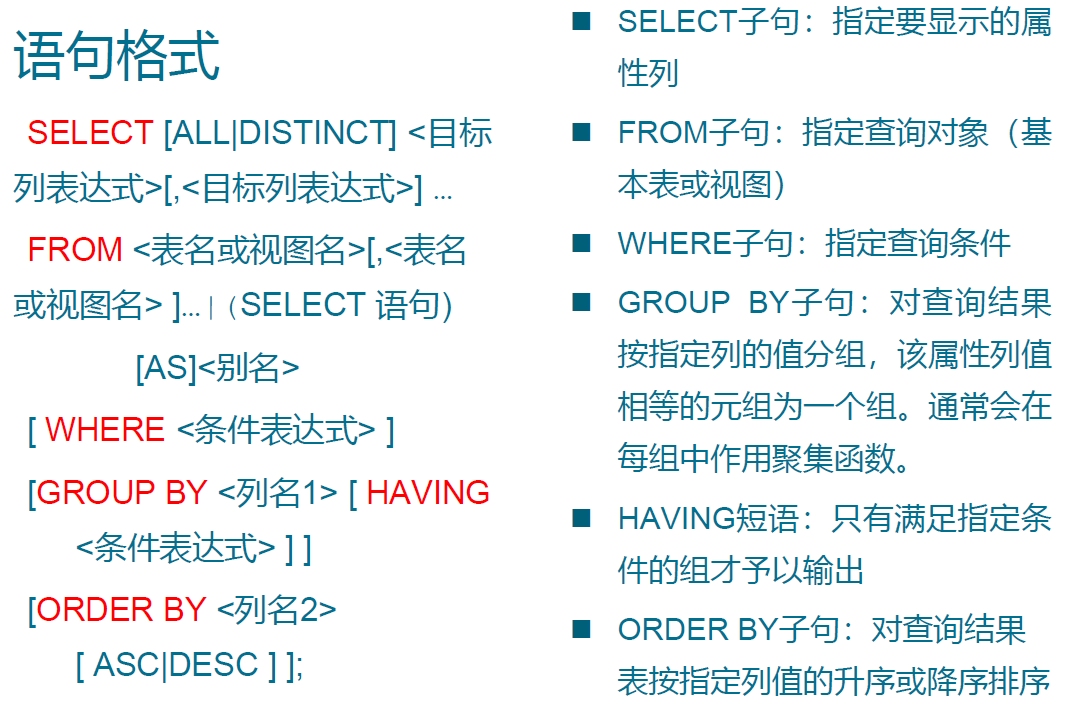 语句格式
SELECT [ALL|DISTINCT] <目标
列表达式>[,<目标列表达式>] …
FROM <表名或视图名>[,<表名
或视图名> ]…|（SELECT 语句)
[AS]<别名>
[ WHERE <条件表达式> ]
[GROUP BY <列名1> [ HAVING
<条件表达式> ] ]
[ORDER BY <列名2>
[ ASC|DESC ] ];
■ SELECT子句：指定要显示的属
性列
■ FROM子句：指定查询对象（基
本表或视图）
■ WHERE子句：指定查询条件
■ GROUP BY子句：对查询结果
按指定列的值分组，该属性列值
相等的元组为一个组。通常会在
每组中作用聚集函数。
■ HAVING短语：只有满足指定条
件的组才予以输出
■ ORDER BY子句：对查询结果
表按指定列值的升序或降序排序